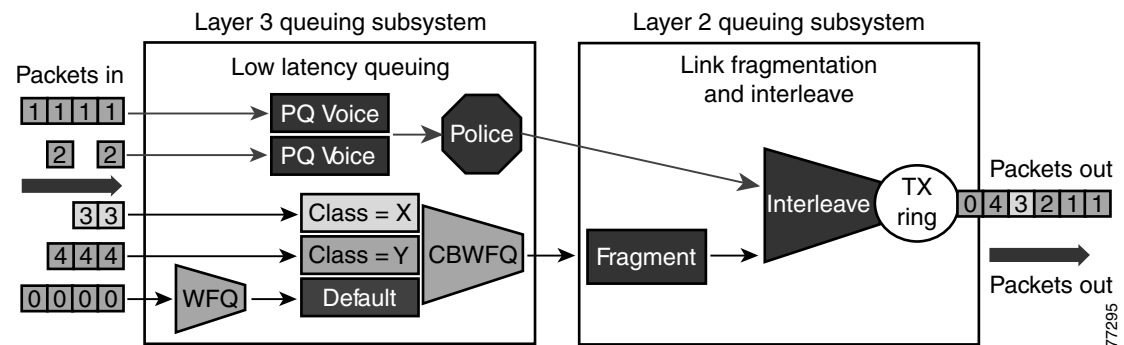 Layer 3 queuing subsystem
Layer 2 queuing subsystem
Packets in
Low latency queuing
Link fragmentation
and interleave
1 1 1 1
PQ Voice
Police
2 2
PQ Voice
3 3
Class = X
4 4 4
Class = Y
CBWFQ
0 0 0 0
WFQ
Default
Fragment
Interleave
TX
ring
Packets out
0 4 3 2 1 1
Packets out
77295